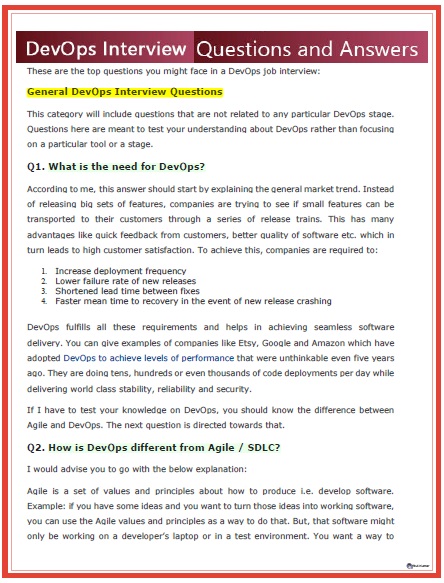 DevOps Interview Questions and Answers
These are the top questions you might face in a DevOps job interview:
General DevOps Interview Questions
This category will include questions that are not related to any particular DevOps stage.
Questions here are meant to test your understanding about DevOps rather than focusing
on a particular tool or a stage.
Q1. What is the need for DevOps?
According to me, this answer should start by explaining the general market trend. Instead
of releasing big sets of features, companies are trying to see if small features can be
transported to their customers through a series of release trains. This has many
advantages like quick feedback from customers, better quality of software etc. which in
turn leads to high customer satisfaction. To achieve this, companies are required to:
1. Increase deployment frequency
2. Lower failure rate of new releases
3. Shortened lead time between fixes
4. Faster mean time to recovery in the event of new release crashing
DevOps fulfills all these requirements and helps in achieving seamless software
delivery. You can give examples of companies like Etsy, Google and Amazon which have
adopted DevOps to achieve levels of performance that were unthinkable even five years
ago. They are doing tens, hundreds or even thousands of code deployments per day while
delivering world class stability, reliability and security.
If I have to test your knowledge on DevOps, you should know the difference between
Agile and DevOps. The next question is directed towards that.
Q2. How is DevOps different from Agile / SDLC?
I would advise you to go with the below explanation:
Agile is a set of values and principles about how to produce i.e. develop software.
Example: if you have some ideas and you want to turn those ideas into working software,
you can use the Agile values and principles as a way to do that. But, that software might
only be working on a developer's laptop or in a test environment. You want a way to